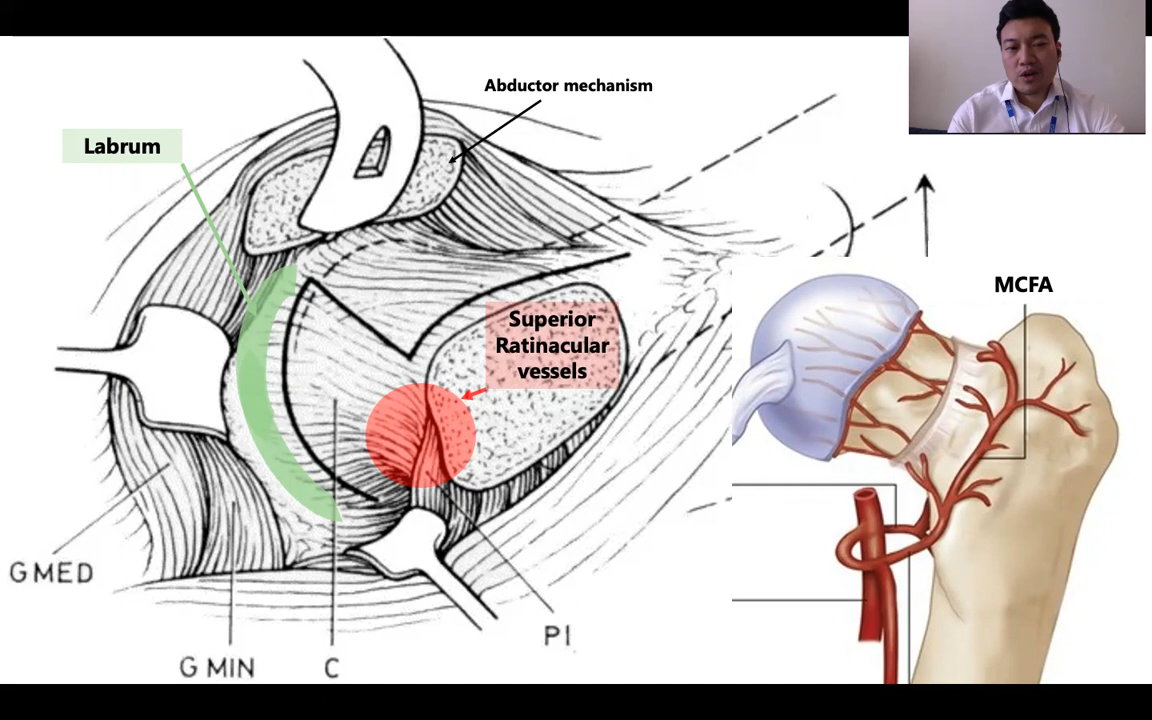 Abductor mechanism
Labrum
MCFA
Superior
Ratinacular
vessels
G MED
PI
G MIN
C